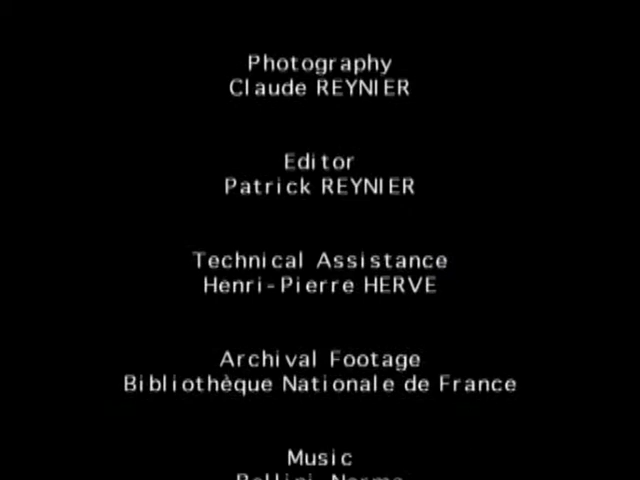 Photography
Claude REYNIER
Editor
Patrick REYNIER
Technical Assistance
Henri-Pierre HERVE
Archival Footage
Bibliothèque Nationale de France
Music